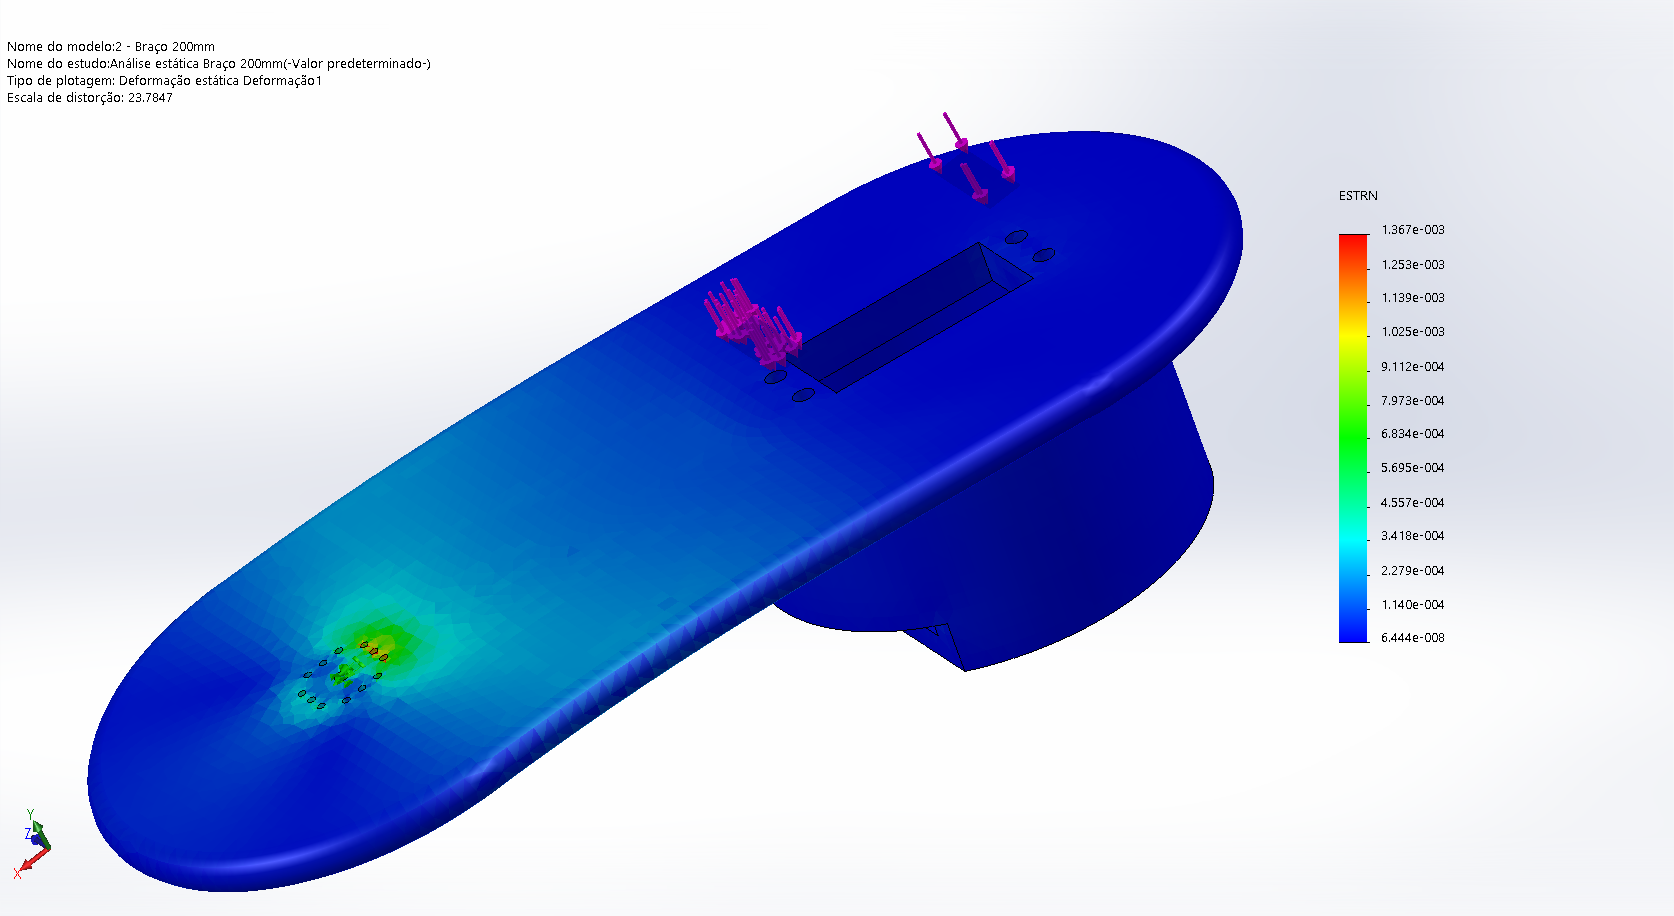 Nome do modelo:2 - Braço 200mm
Nome do estudo:Análise estática Braço 200mm(-Valor predeterminado-)
Tipo de plotagem: Deformação estática Deformação1
Escala de distorção: 23.7847
ESTRN
1.367e-003
1.253e-003
1.139e-003
1.025e-003
9.112e-004
7.973e-004
6.834e-004
5.695e-004
4.557e-004
3.418e-004
2.279e-004
1.140e-004
6.444e-008
Y
Z
X